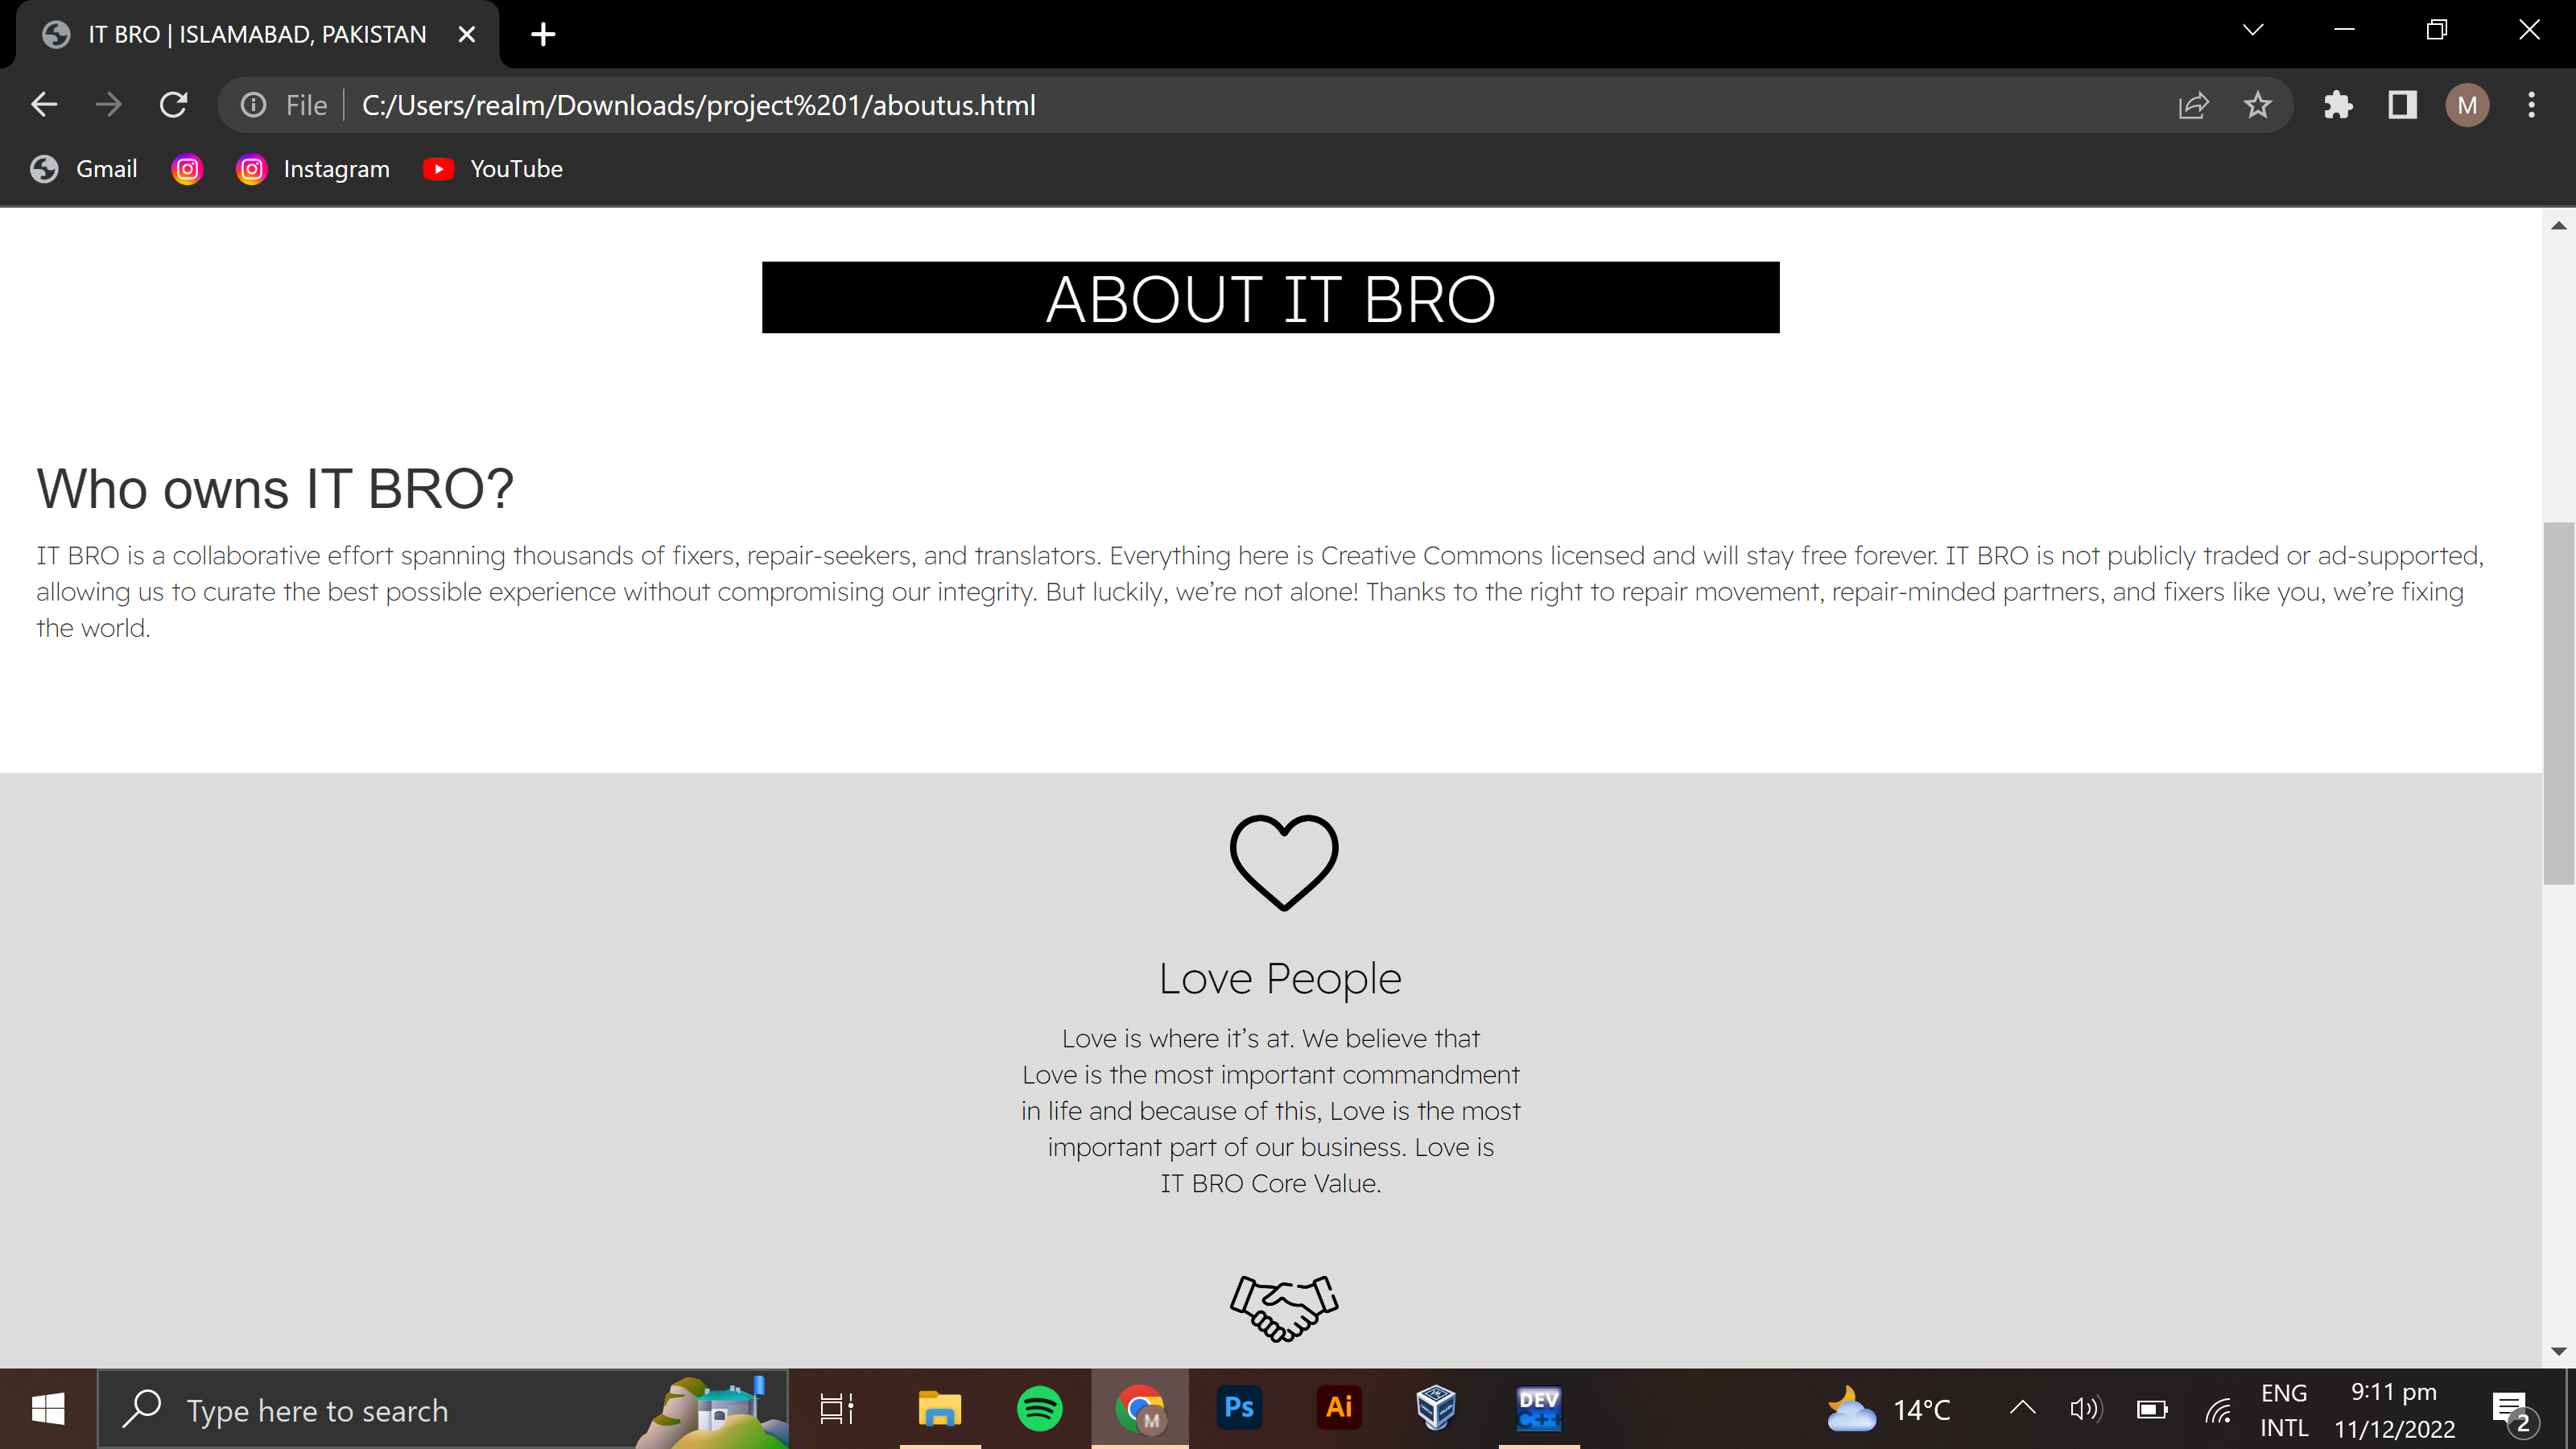 IT BRO | ISLAMABAD, PAKISTAN
File C:/Users/realm/Downloads/project%201/aboutus.html
M
Gmail Instagram YouTube
ABOUT IT BRO
Who owns IT BRO?
IT BRO is a collaborative effort spanning thousands of fixers, repair-seekers, and translators. Everything here is Creative Commons licensed and will stay free forever. IT BRO is not publicly traded or ad-supported,
allowing us to curate the best possible experience without compromising our integrity. But luckily, we’re not alone! Thanks to the right to repair movement, repair-minded partners, and fixers like you, we’re fixing
the world.
Love People
Love is where it’s at. We believe that
Love is the most important commandment
in life and because of this, Love is the most
important part of our business. Love is
IT BRO Core Value.
Type here to search
M
Ps
Ai
DEV
C++
14°C
ENG
INTL
9:11 pm
11/12/2022
2